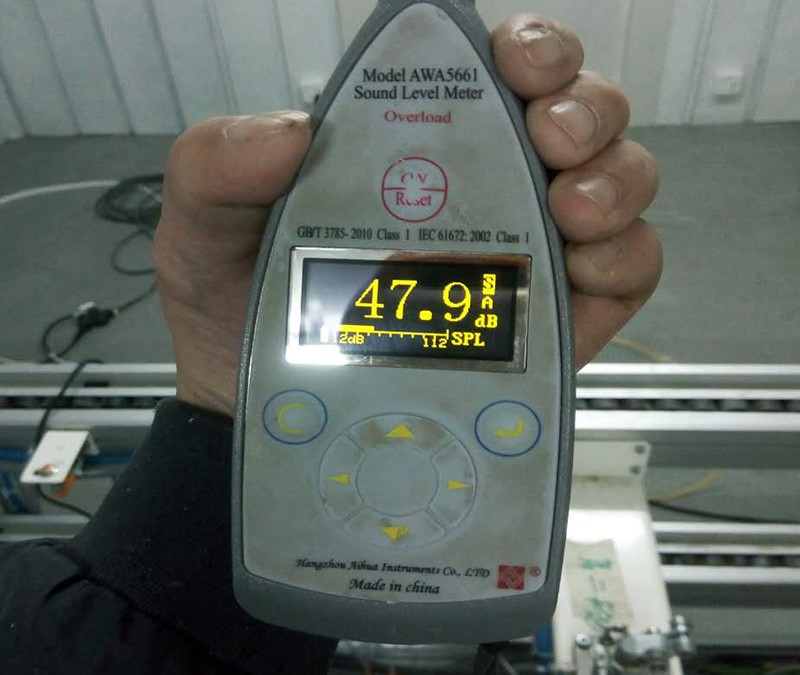 Model AWA5661
Sound Level Meter
Overload
ON
Reset
GB/T 3785-2010 Class 1 IEC 61672: 2002 Class 1
47.9 S
A
dB
12dB 112 SPL
Hangzhou Aihua Instruments Co., LTD ®
Made in china